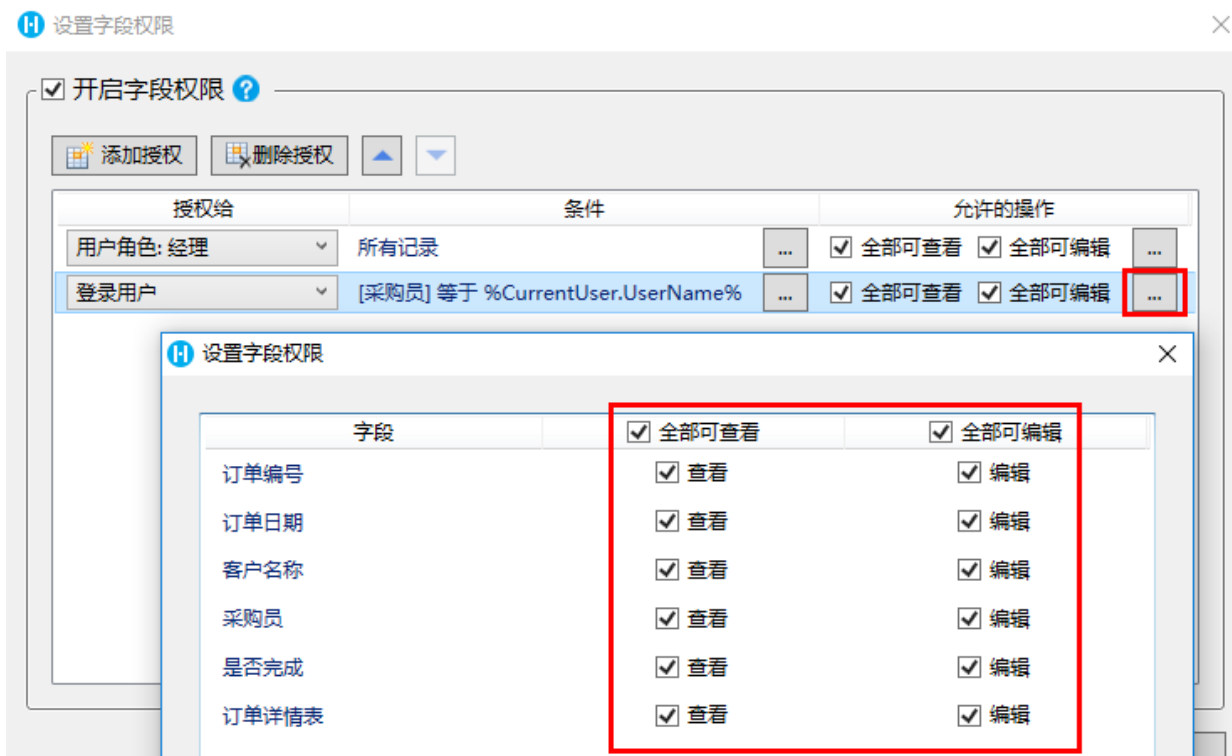 设置字段权限
开启字段权限 ?
添加授权 删除授权
授权给 条件 允许的操作
用户角色: 经理 所有记录 ... 全部可查看 全部可编辑 ...
登录用户 [采购员] 等于 %CurrentUser.UserName% ... 全部可查看 全部可编辑 ...
设置字段权限
字段 全部可查看 全部可编辑
订单编号 查看 编辑
订单日期 查看 编辑
客户名称 查看 编辑
采购员 查看 编辑
是否完成 查看 编辑
订单详情表 查看 编辑